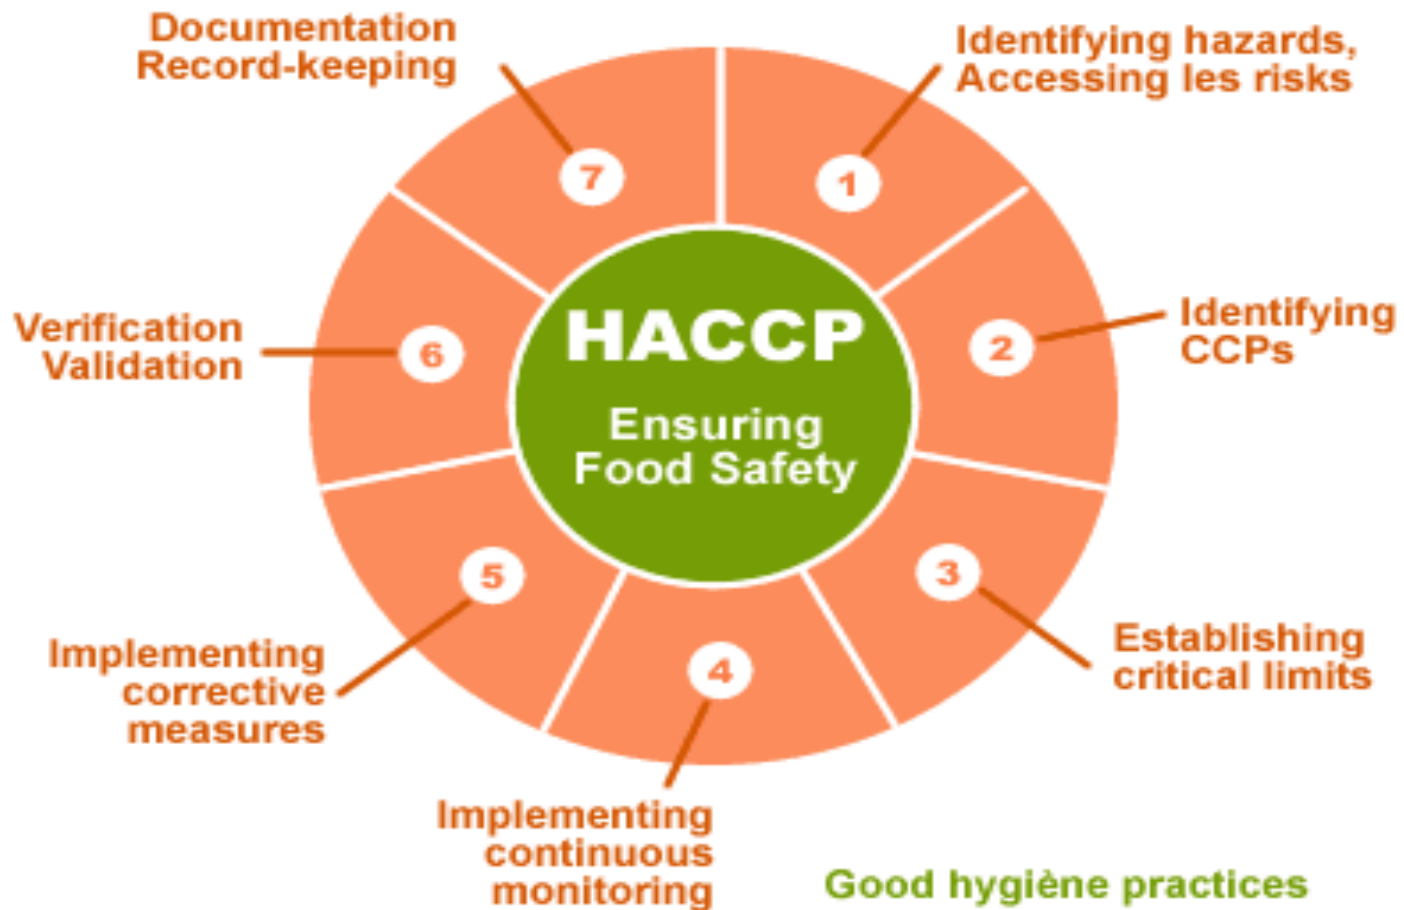 Documentation
Record-keeping
Identifying hazards,
Accessing les risks
7
1
HACCP
Ensuring
Food Safety
Verification
Validation
6
2
Identifying
CCPs
5
3
Implementing
corrective
measures
4
Establishing
critical limits
Implementing
continuous
monitoring
Good hygiène practices